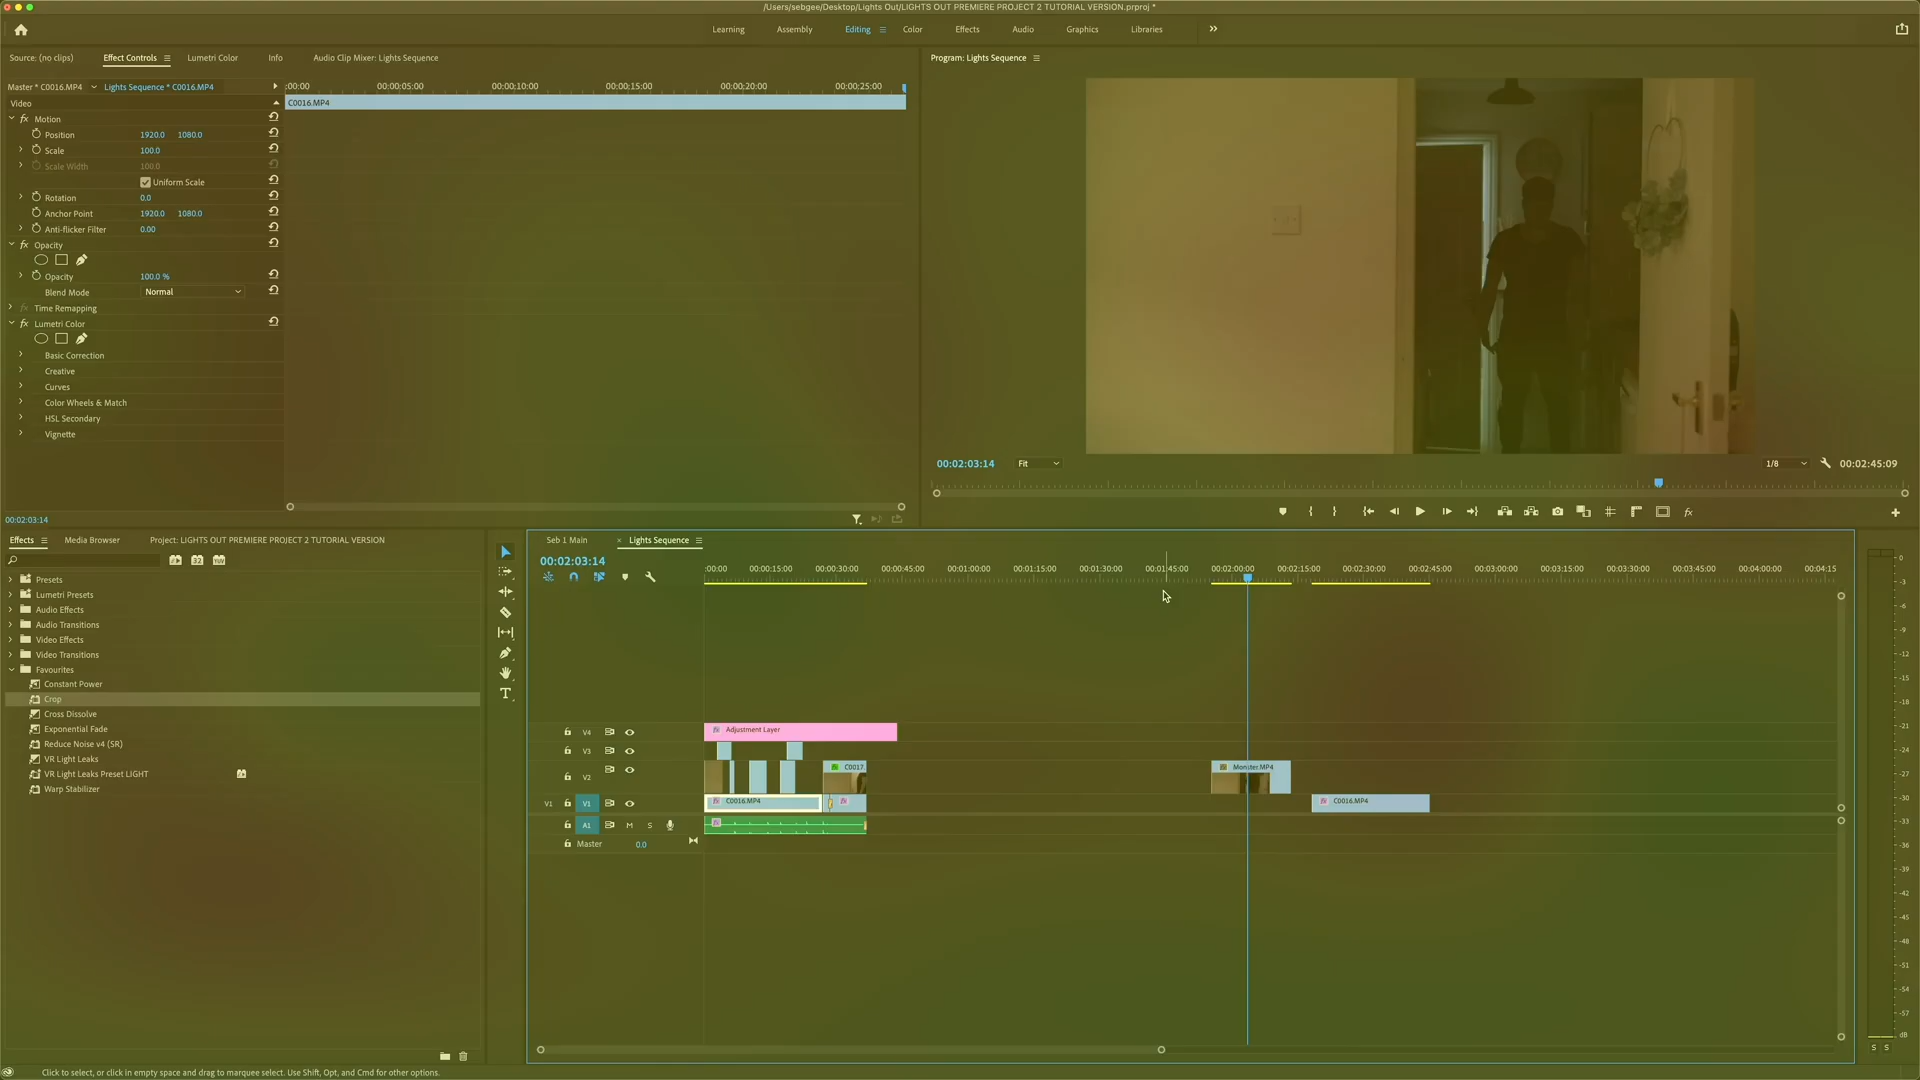 /Users/sebgee/Desktop/Lights Out/LIGHTS OUT PREMIERE PROJECT 2 TUTORIAL VERSION.prproj *
Learning Assembly Editing Color Effects Audio Graphics Libraries
Source: (no clips) Effect Controls Lumetri Color Info Audio Clip Mixer: Lights Sequence
Program: Lights Sequence
Master * C0016.MP4 Lights Sequence * C0016.MP4
:00:00 00:00:05:00 00:00:10:00 00:00:15:00 00:00:20:00 00:00:25:00
Video
C0016.MP4
fx Motion
Position 1920.0 1080.0
Scale 100.0
Scale Width 100.0
Uniform Scale
Rotation 0.0
Anchor Point 1920.0 1080.0
Anti-flicker Filter 0.00
fx Opacity
Opacity 100.0 %
Blend Mode Normal
fx Time Remapping
fx Lumetri Color
Basic Correction
Creative
Curves
Color Wheels & Match
HSL Secondary
Vignette
00:02:03:14
00:02:03:14 Fit 1/8 00:02:45:09
fx
Effects Media Browser Project: LIGHTS OUT PREMIERE PROJECT 2 TUTORIAL VERSION
32 YUV
Presets
Lumetri Presets
Audio Effects
Audio Transitions
Video Effects
Video Transitions
Favourites
Constant Power
Crop
Cross Dissolve
Exponential Fade
Reduce Noise v4 (SR)
VR Light Leaks
VR Light Leaks Preset LIGHT
Warp Stabilizer
T
Seb 1 Main × Lights Sequence
00:02:03:14
:00:00 00:00:15:00 00:00:30:00 00:00:45:00 00:01:00:00 00:01:15:00 00:01:30:00 00:01:45:00 00:02:00:00 00:02:15:00 00:02:30:00 00:02:45:00 00:03:00:00 00:03:15:00 00:03:30:00 00:03:45:00 00:04:00:00 00:04:15
V4 fx Adjustment Layer
V3
V2 fx C0017. fx Monster.MP4
V1 V1 fx C0016.MP4 fx fx C0016.MP4
A1 M S fx
Master 0.0
0
-3
-6
-9
-12
-15
-18
-21
-24
-27
-30
-33
-36
-39
-42
-45
-48
-51
-54
-57
dB
S S
Click to select, or click in empty space and drag to marquee select. Use Shift, Opt, and Cmd for other options.